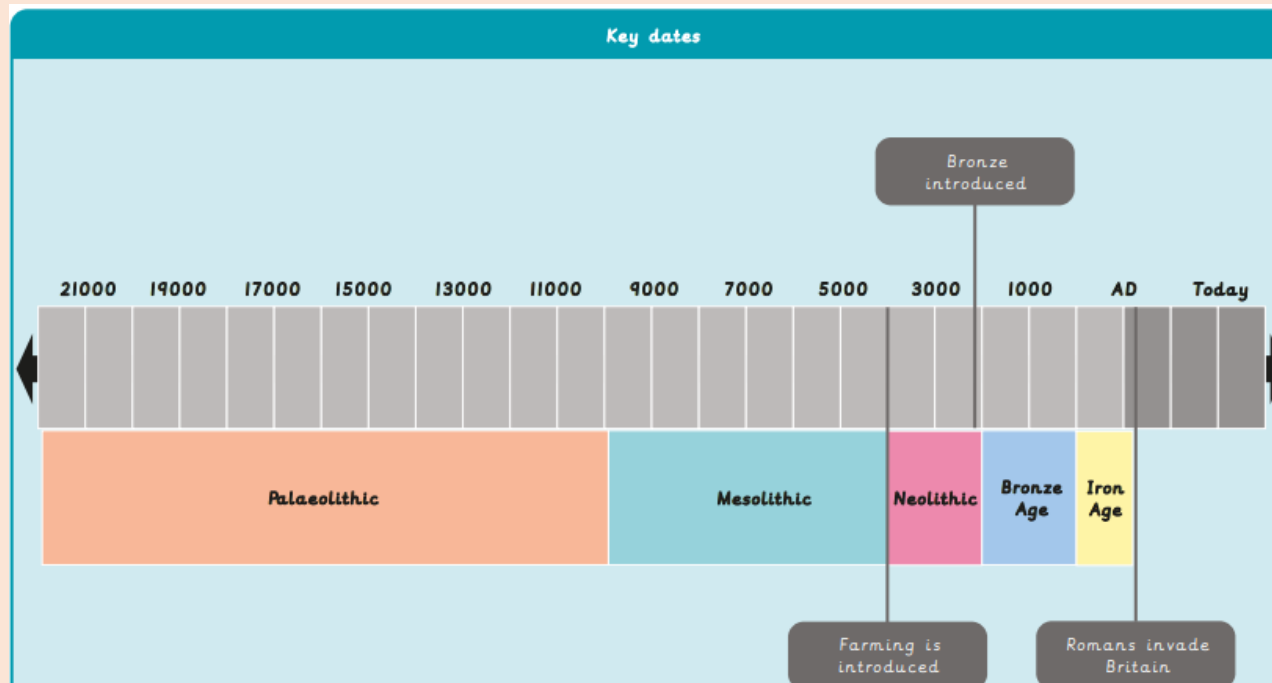 Key dates
Bronze
introduced
21000 19000 17000 15000 13000 11000 9000 7000 5000 3000 1000 AD Today
Palaeolithic
Mesolithic
Neolithic
Bronze
Age
Iron
Age
Farming is
introduced
Romans invade
Britain